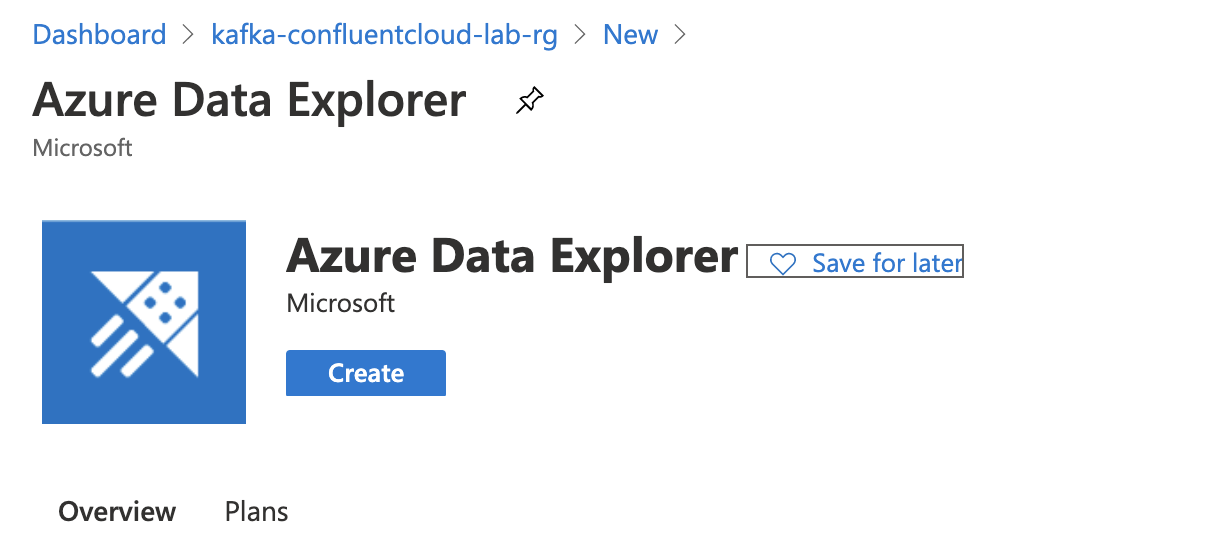 Dashboard > kafka-confluentcloud-lab-rg > New >
Azure Data Explorer
Microsoft
Azure Data Explorer Save for later
Microsoft
Create
Overview Plans